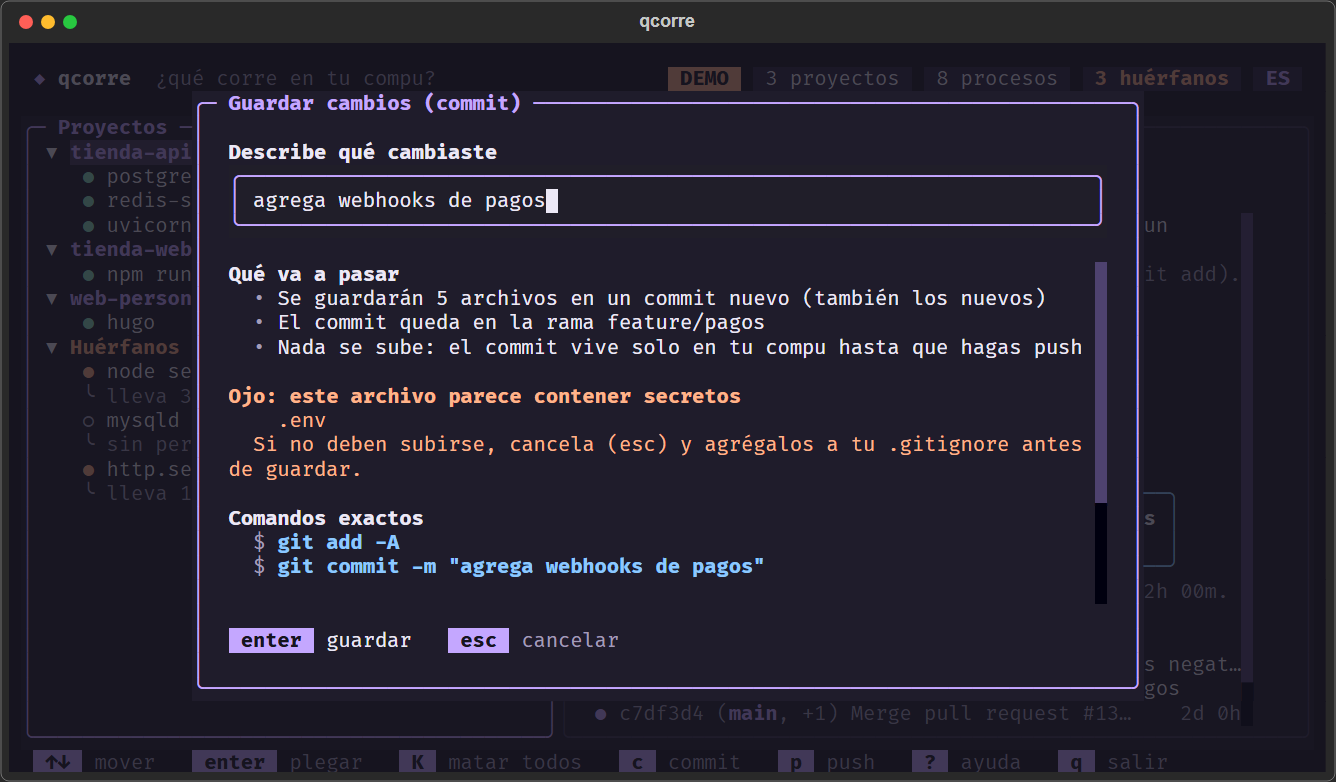 qcorre
◆ qcorre ¿qué corre en tu compu? DEMO 3 proyectos 8 procesos 3 huérfanos ES
Guardar cambios (commit)
Proyectos
Describe qué cambiaste
▼ tienda-api
postgre
agrega webhooks de pagos
redis-s
uvicorn
un
▼ tienda-web
npm run
Qué va a pasar
it add).
▼ web-person
• Se guardarán 5 archivos en un commit nuevo (también los nuevos)
hugo
• El commit queda en la rama feature/pagos
▼ Huérfanos
• Nada se sube: el commit vive solo en tu compu hasta que hagas push
node se
lleva 3
Ojo: este archivo parece contener secretos
mysqld
.env
sin per
Si no deben subirse, cancela (esc) y agrégalos a tu .gitignore antes
http.se
de guardar.
lleva 1
Comandos exactos
s
$ git add -A
$ git commit -m "agrega webhooks de pagos"
2h 00m.
enter guardar esc cancelar
s negat…
gos
● c7df3d4 (main, +1) Merge pull request #13… 2d 0h
↑↓ mover enter plegar K matar todos c commit p push ? ayuda q salir